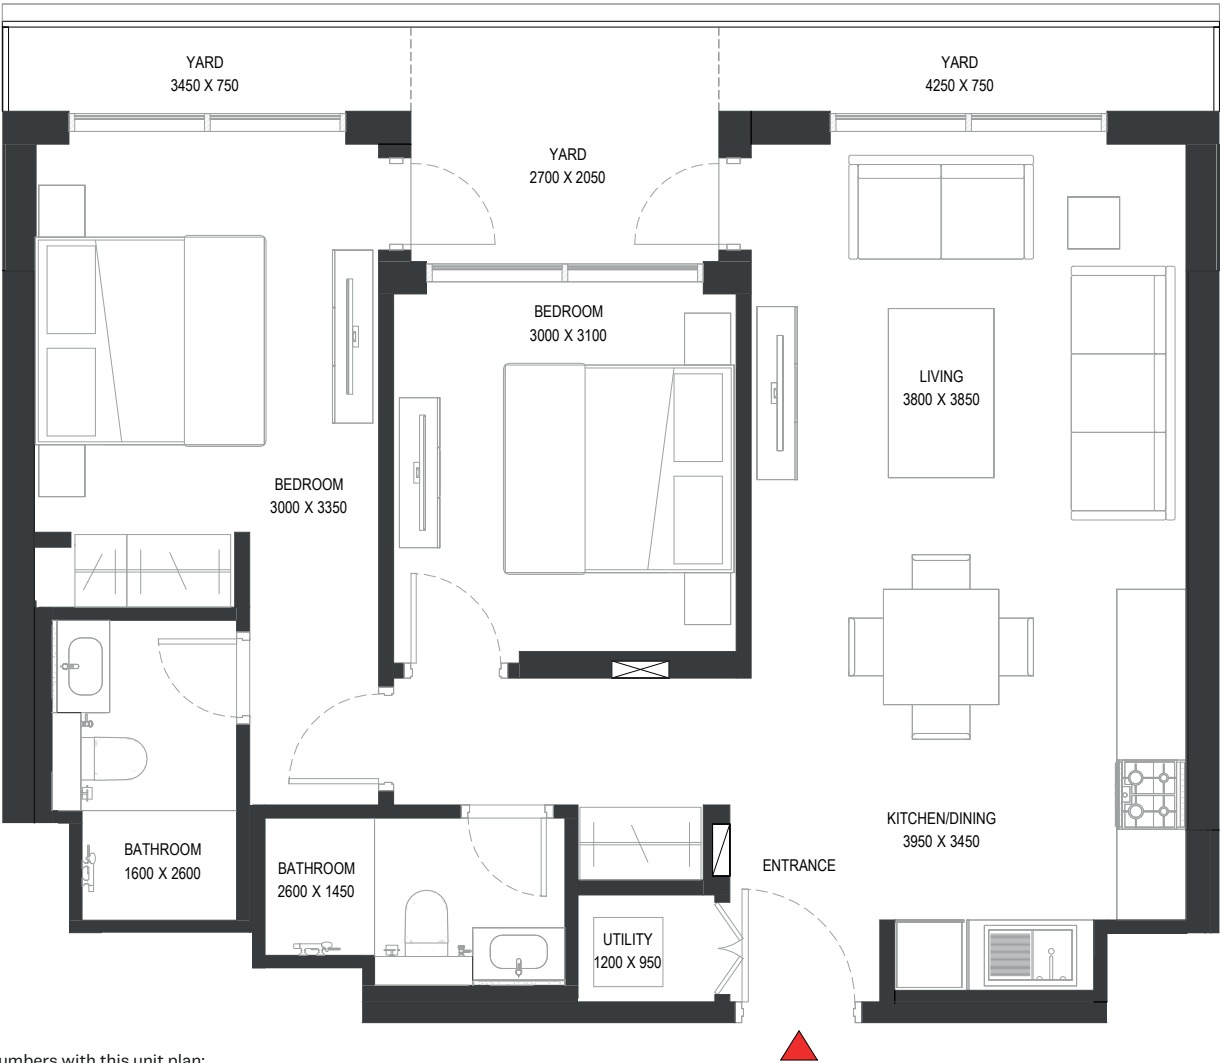 YARD
3450 X 750
YARD
4250 X 750
YARD
2700 X 2050
BEDROOM
3000 X 3100
LIVING
3800 X 3850
BEDROOM
3000 X 3350
KITCHEN/DINING
3950 X 3450
BATHROOM
1600 X 2600
BATHROOM
2600 X 1450
ENTRANCE
UTILITY
1200 X 950
with this unit plan: